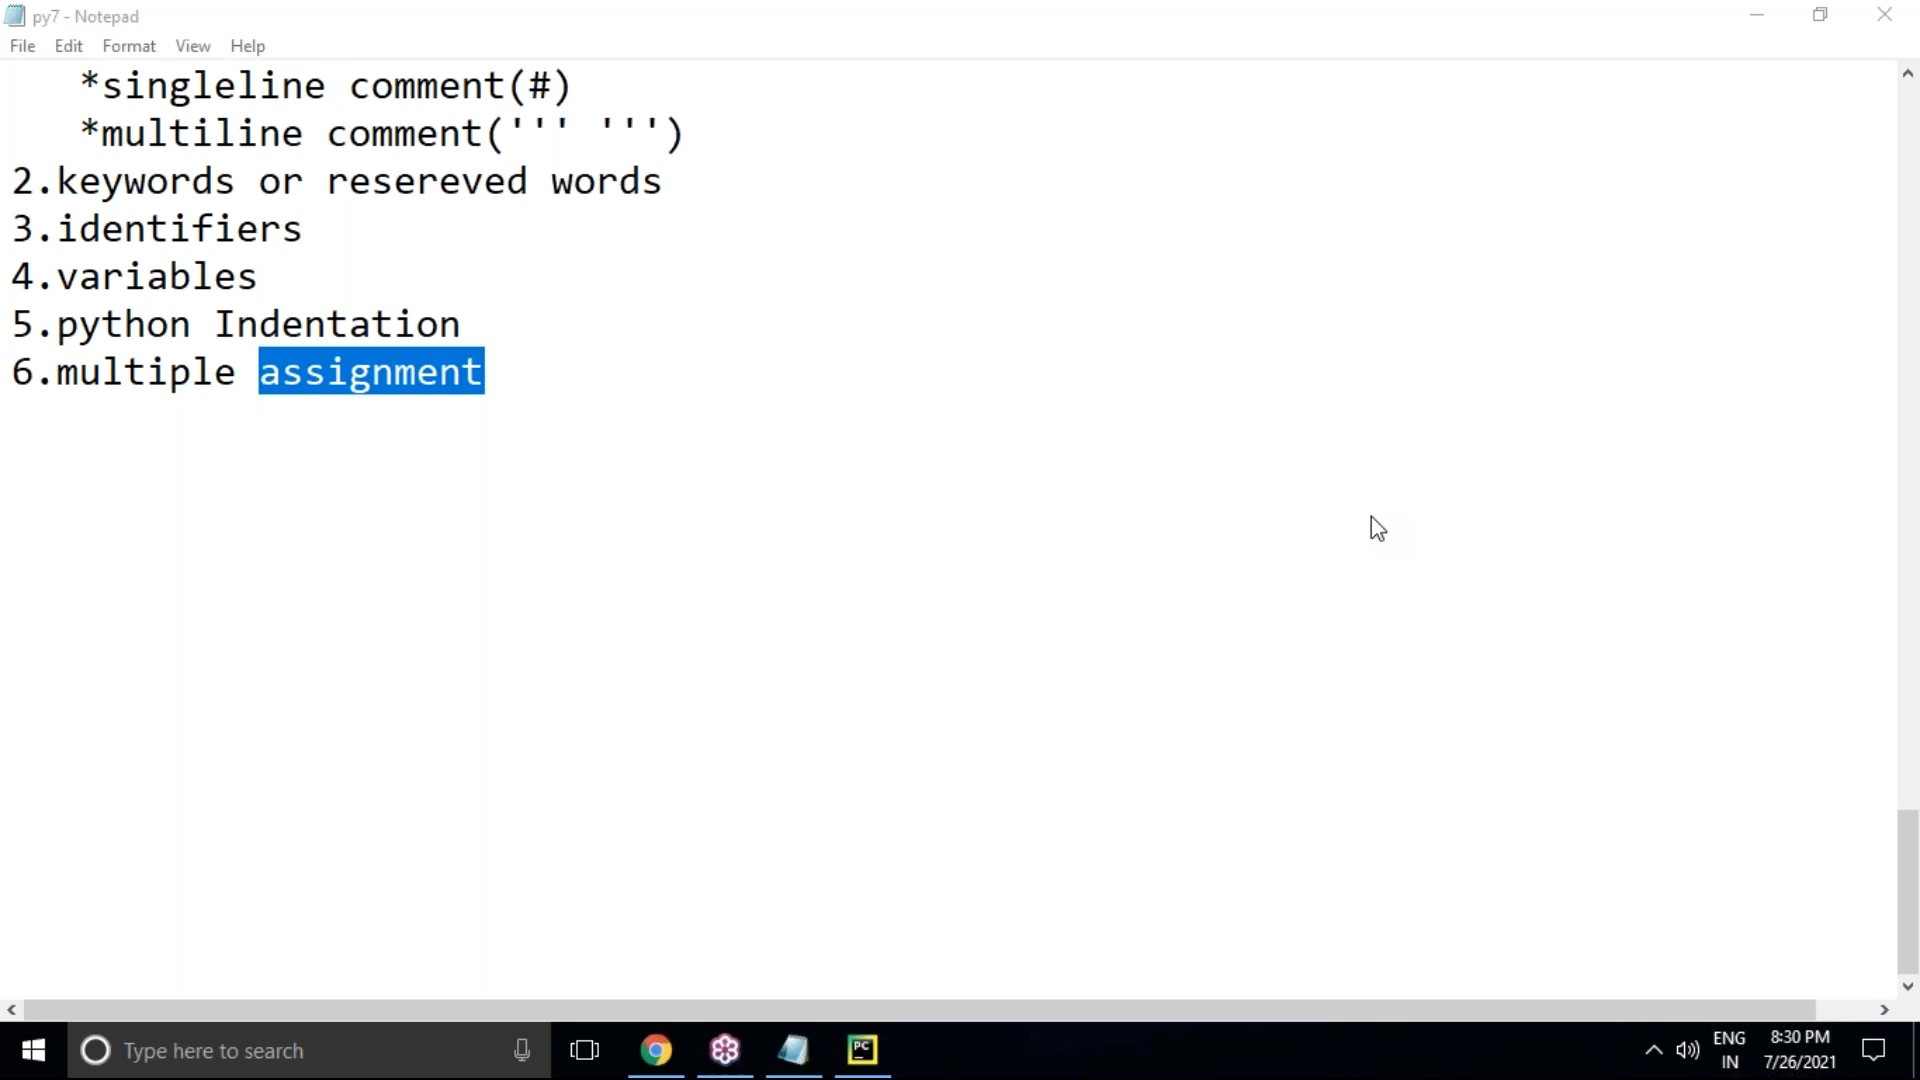 py7 - Notepad
File Edit Format View Help
*singleline comment(#)
*multiline comment(''' ''')
2.keywords or resereved words
3.identifiers
4.variables
5.python Indentation
6.multiple assignment
Type here to search
PC
ENG
IN
8:30 PM
7/26/2021